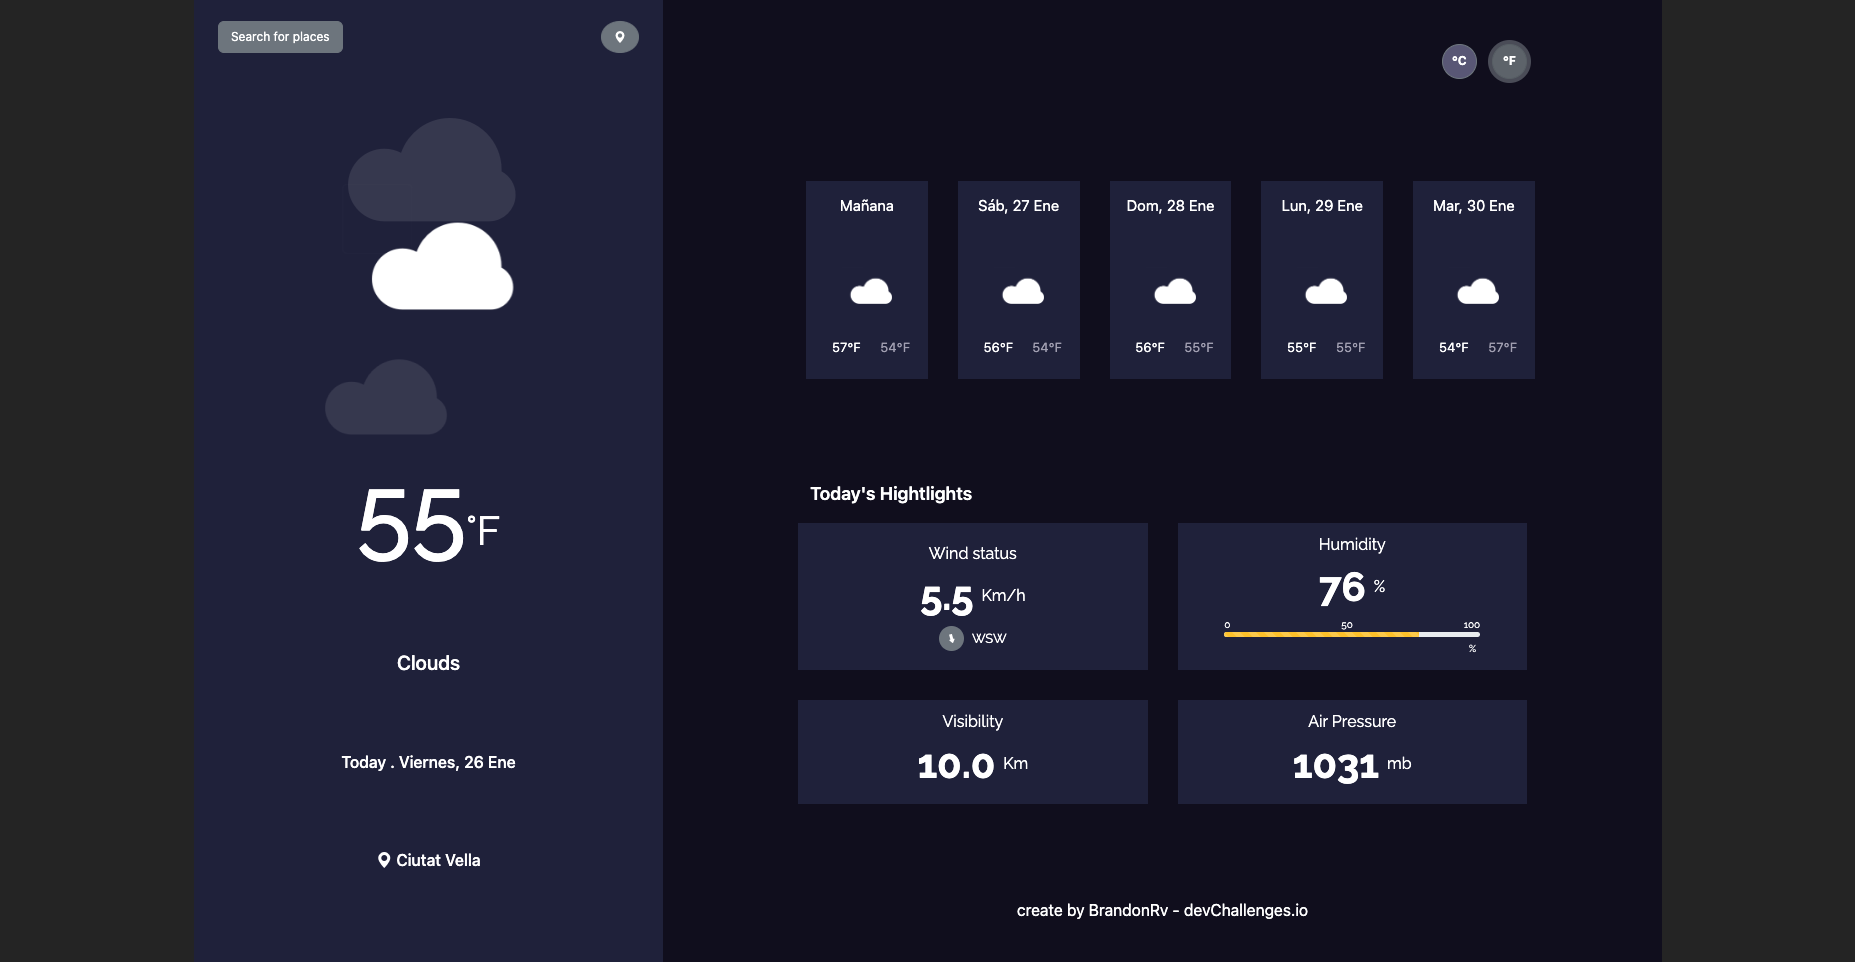 Search for places
°C °F
55°F
Clouds
Today . Viernes, 26 Ene
Ciutat Vella
Mañana
57°F 54°F
Sáb, 27 Ene
56°F 54°F
Dom, 28 Ene
56°F 55°F
Lun, 29 Ene
55°F 55°F
Mar, 30 Ene
54°F 57°F
Today's Hightlights
Wind status
5.5 Km/h
WSW
Humidity
76 %
0 50 100
%
Visibility
10.0 Km
Air Pressure
1031 mb
create by BrandonRv - devChallenges.io